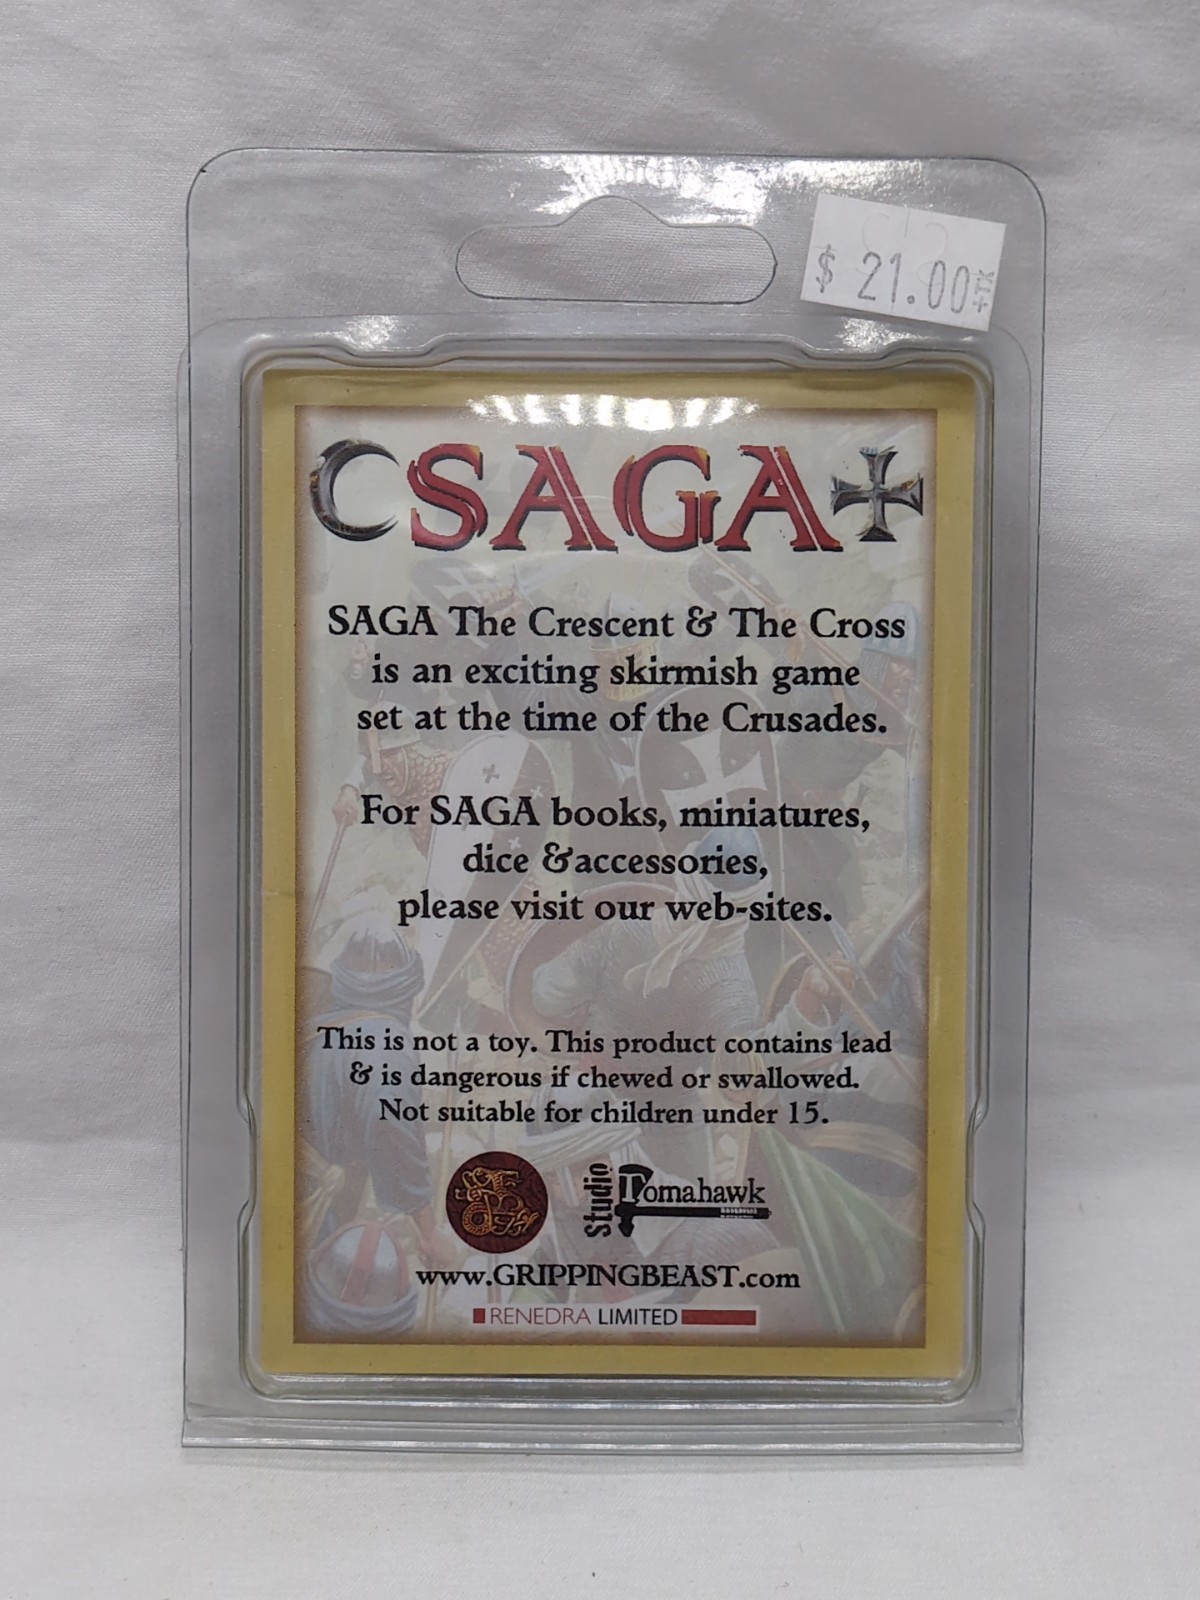 $ 21.00
+TX
SAGA
SAGA The Crescent & The Cross
is an exciting skirmish game
set at the time of the Crusades.
For SAGA books, miniatures,
dice &accessories,
please visit our web-sites.
This is not a toy. This product contains lead
& is dangerous if chewed or swallowed.
Not suitable for children under 15.
Studio Tomahawk
www.GRIPPINGBEAST.com
RENEDRA LIMITED